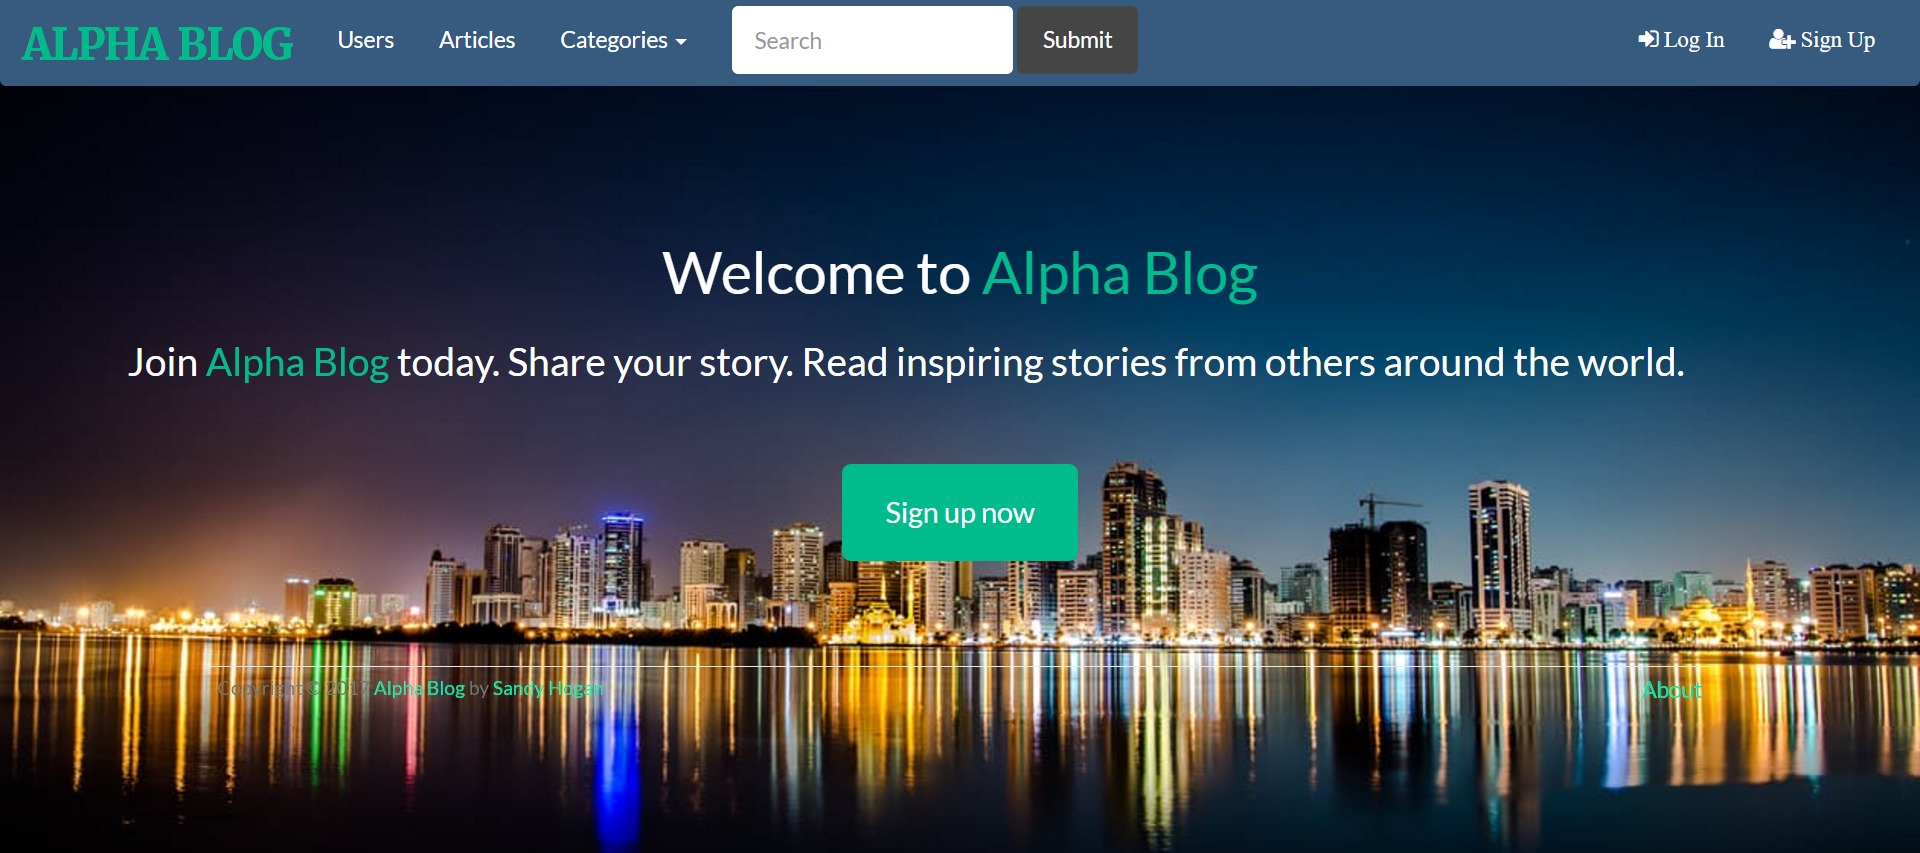 ALPHA BLOG Users Articles Categories Search Submit Log In Sign Up
Welcome to Alpha Blog
Join Alpha Blog today. Share your story. Read inspiring stories from others around the world.
Sign up now
Copyright © 2017 Alpha Blog by Sandy Hogan About